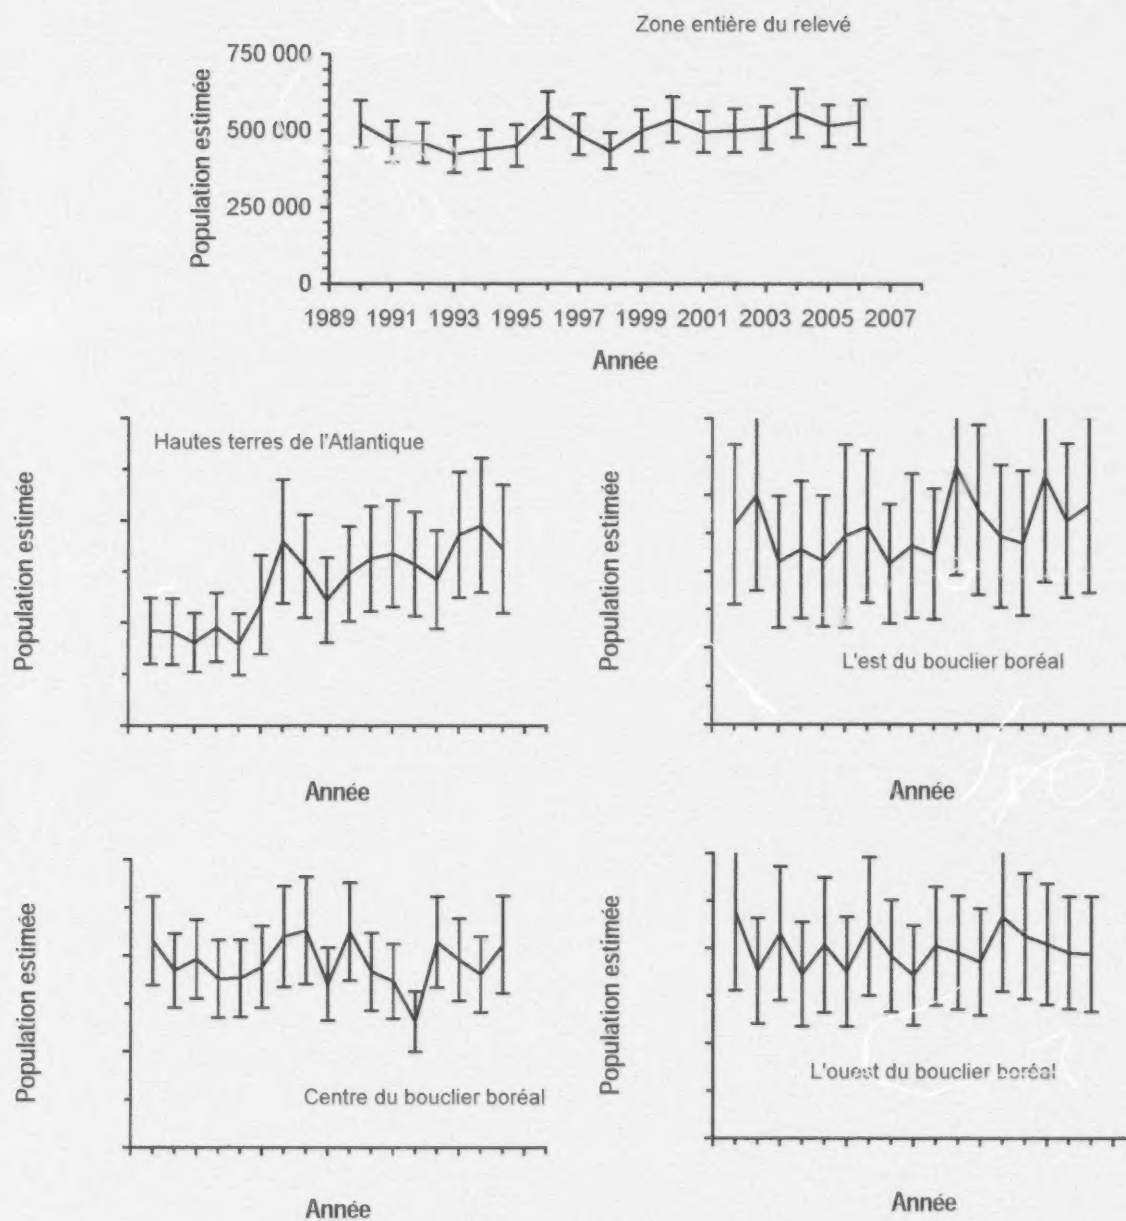 Zone entière du relevé
Population estimée
750 000
500 000
250 000
0
1989 1991 1993 1995 1997 1999 2001 2003 2005 2007
Année
Hautes terres de l'Atlantique
Population estimée
Année
Population estimée
L'est du bouclier boréal
Année
Population estimée
Centre du bouclier boréal
Année
Population estimée
L'ouest du bouclier boréal
Année